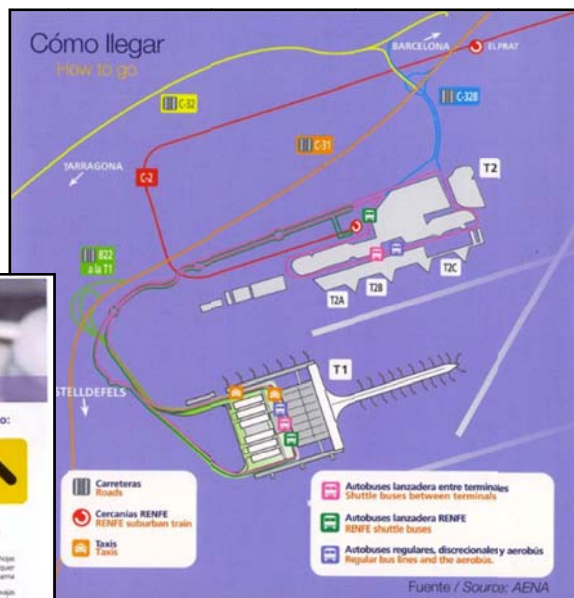 Cómo llegar
How to go
BARCELONA
EL PRAT
C-32
C-32B
C-31
TARRAGONA
C-2
T2
B22
a la T1
T2A
T2B
T2C
T1
STELLDEFELS
Carreteras
Roads
Cercanías RENFE
RENFE suburban train
Taxis
Taxis
Autobuses lanzadera entre terminales
Shuttle buses between terminals
Autobuses lanzadera RENFE
RENFE shuttle buses
Autobuses regulares, discrecionales y aerobús
Regular bus lines and the aerobús.
Fuente / Source: AENA